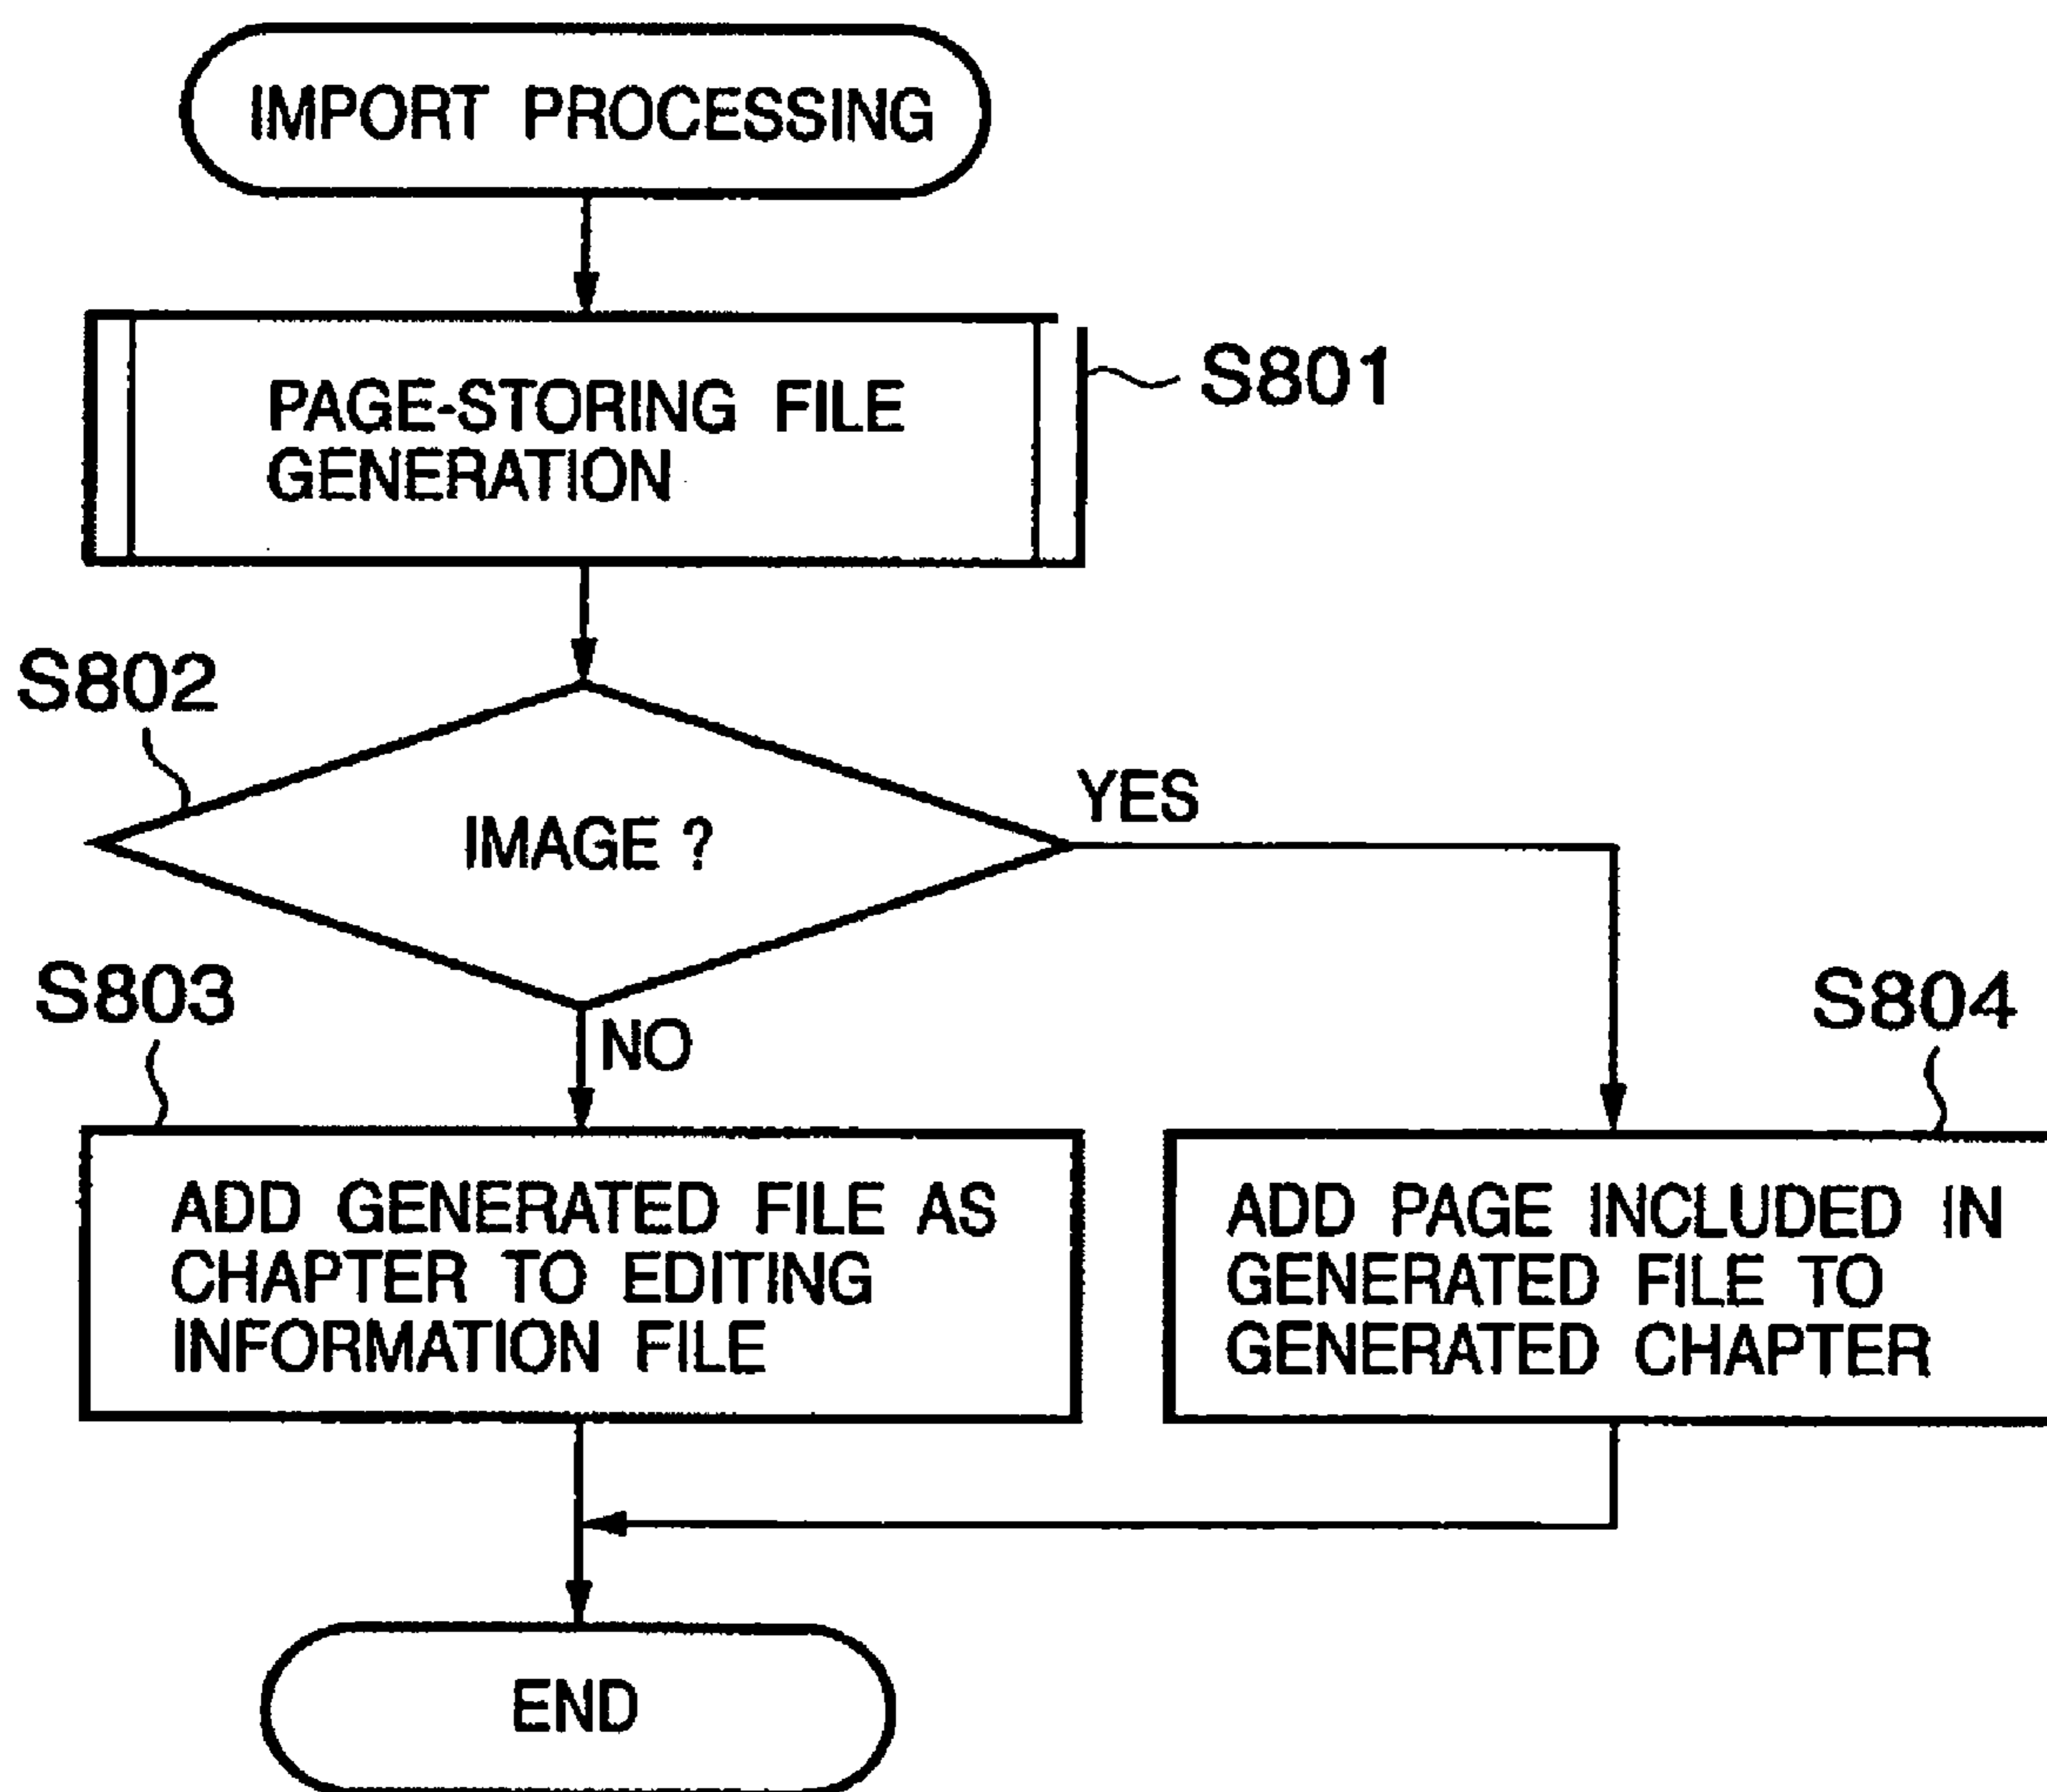 IMPORT PROCESSING
PAGE-STORING FILE
GENERATION
S801
S802
IMAGE ?
YES
NO
S803
ADD GENERATED FILE AS
CHAPTER TO EDITING
INFORMATION FILE
S804
ADD PAGE INCLUDED IN
GENERATED FILE TO
GENERATED CHAPTER
END